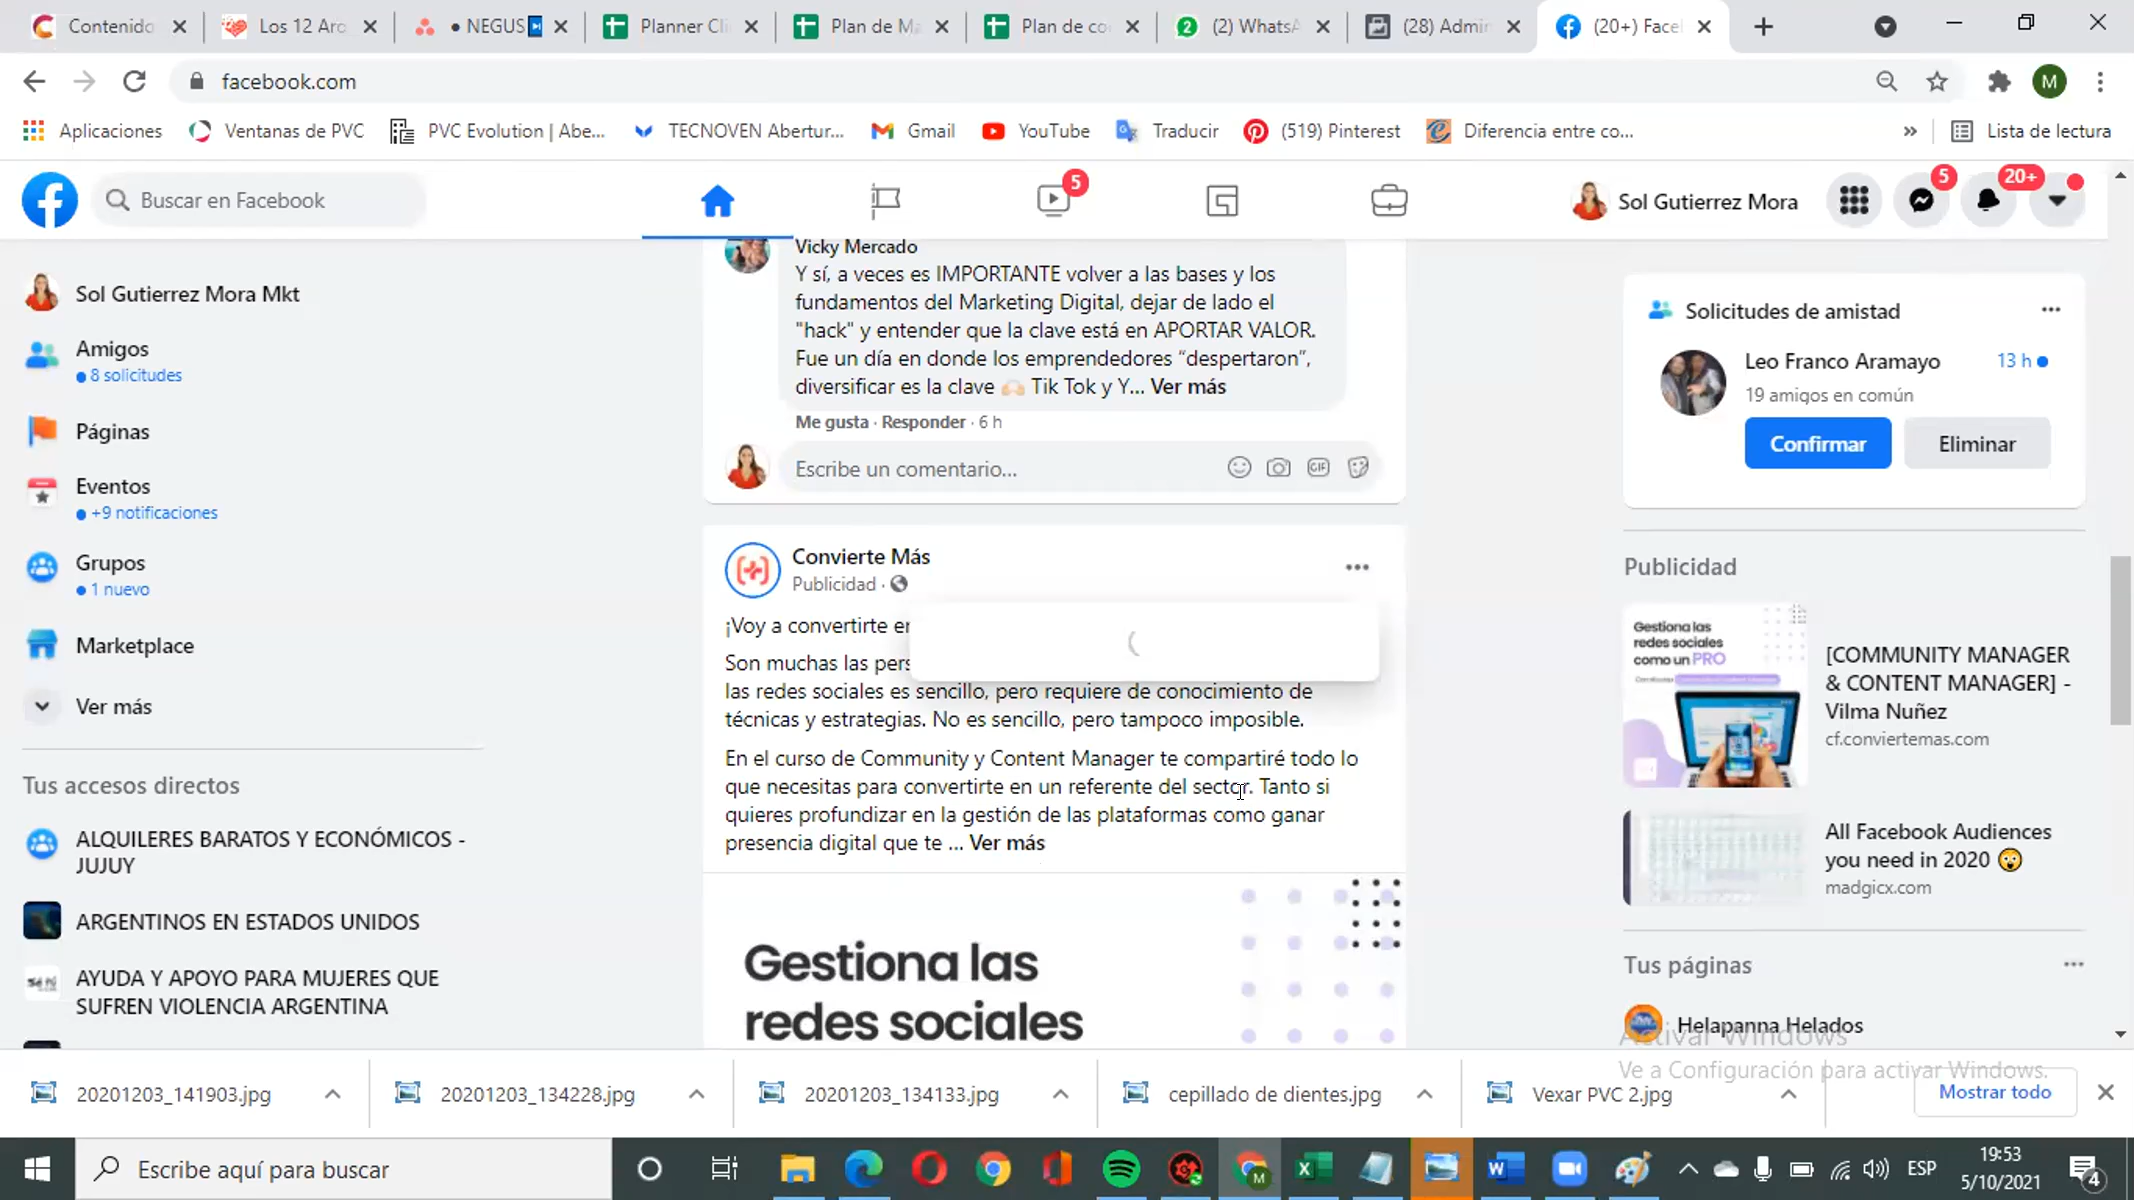 Contenido
Los 12 Arq
• NEGUS
Planner Cli
Plan de Ma
Plan de co
(2) WhatsA
(28) Admin
(20+) Face
facebook.com
M
Aplicaciones
Ventanas de PVC
PVC Evolution | Abe...
TECNOVEN Abertur...
Gmail
YouTube
Traducir
(519) Pinterest
Diferencia entre co...
»
Lista de lectura
Buscar en Facebook
5
Sol Gutierrez Mora
5
20+
Sol Gutierrez Mora Mkt
Amigos
8 solicitudes
Páginas
Eventos
+9 notificaciones
Grupos
1 nuevo
Marketplace
Ver más
Tus accesos directos
ALQUILERES BARATOS Y ECONÓMICOS -
JUJUY
ARGENTINOS EN ESTADOS UNIDOS
AYUDA Y APOYO PARA MUJERES QUE
SUFREN VIOLENCIA ARGENTINA
Vicky Mercado
Y sí, a veces es IMPORTANTE volver a las bases y los
fundamentos del Marketing Digital, dejar de lado el
"hack" y entender que la clave está en APORTAR VALOR.
Fue un día en donde los emprendedores “despertaron”,
diversificar es la clave 🙌🏻 Tik Tok y Y... Ver más
Me gusta · Responder · 6 h
Escribe un comentario...
GIF
Convierte Más
Publicidad ·
¡Voy a convertirte en
Son muchas las pers
las redes sociales es sencillo, pero requiere de conocimiento de
técnicas y estrategias. No es sencillo, pero tampoco imposible.
En el curso de Community y Content Manager te compartiré todo lo
que necesitas para convertirte en un referente del sector. Tanto si
quieres profundizar en la gestión de las plataformas como ganar
presencia digital que te ... Ver más
Gestiona las
redes sociales
Solicitudes de amistad
Leo Franco Aramayo
13 h
19 amigos en común
Confirmar
Eliminar
Publicidad
Gestiona las
redes sociales
como un PRO
[COMMUNITY MANAGER
& CONTENT MANAGER] -
Vilma Nuñez
cf.conviertemas.com
All Facebook Audiences
you need in 2020 😲
madgicx.com
Tus páginas
Helapanna Helados
Activar Windows
Ve a Configuración para activar Windows.
20201203_141903.jpg
20201203_134228.jpg
20201203_134133.jpg
cepillado de dientes.jpg
Vexar PVC 2.jpg
Mostrar todo
Escribe aquí para buscar
ESP
19:53
5/10/2021
4